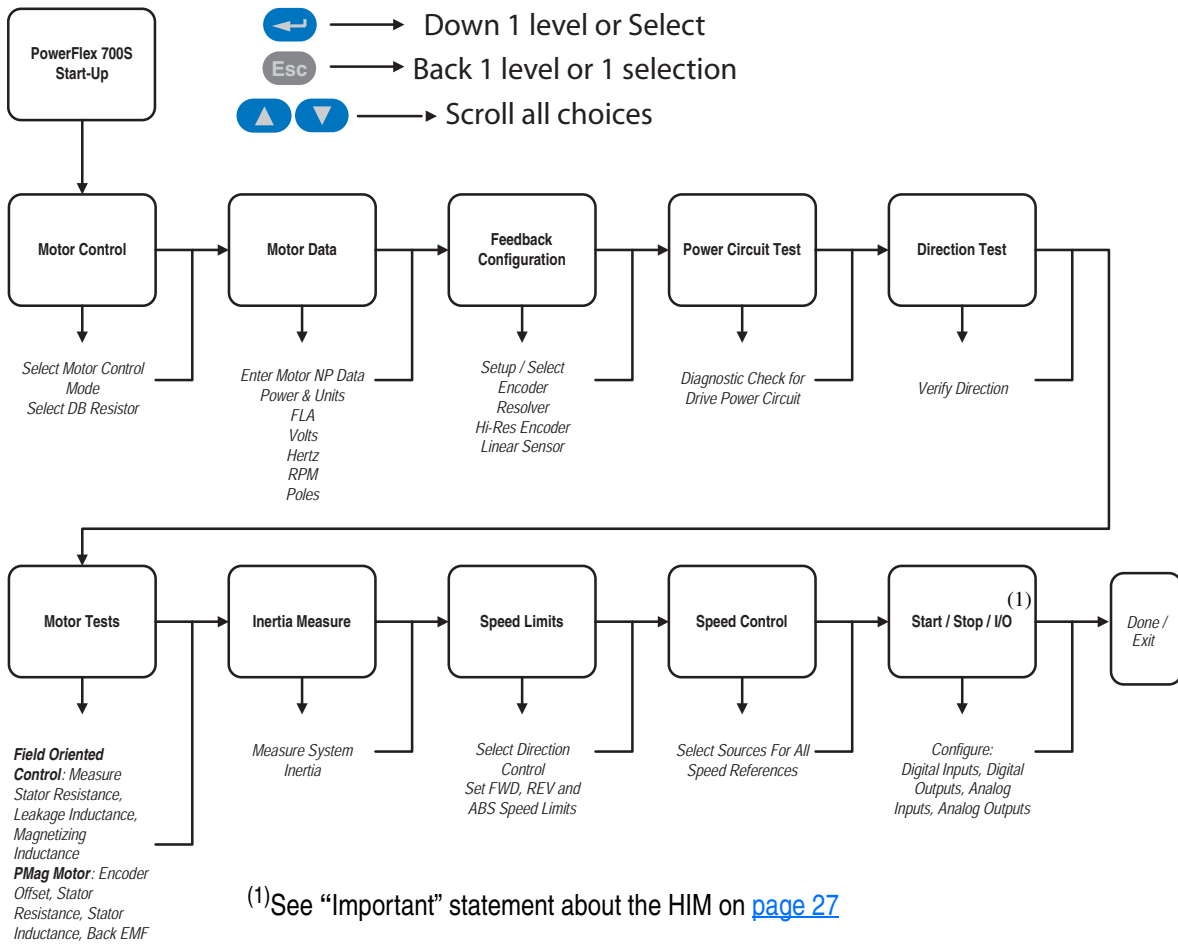 PowerFlex 700S
Start-Up
Down 1 level or Select
Esc
Back 1 level or 1 selection
Scroll all choices
Motor Control
Motor Data
Feedback
Configuration
Power Circuit Test
Direction Test
Select Motor Control
Mode
Select DB Resistor
Enter Motor NP Data
Power & Units
FLA
Volts
Hertz
RPM
Poles
Setup / Select
Encoder
Resolver
Hi-Res Encoder
Linear Sensor
Diagnostic Check for
Drive Power Circuit
Verify Direction
Motor Tests
Inertia Measure
Speed Limits
Speed Control
Start / Stop / I/O
(1)
Done /
Exit
Field Oriented
Control: Measure
Stator Resistance,
Leakage Inductance,
Magnetizing
Inductance
PMag Motor: Encoder
Offset, Stator
Resistance, Stator
Inductance, Back EMF
Measure System
Inertia
Select Direction
Control
Set FWD, REV and
ABS Speed Limits
Select Sources For All
Speed References
Configure:
Digital Inputs, Digital
Outputs, Analog
Inputs, Analog Outputs
(1)See “Important” statement about the HIM on page 27